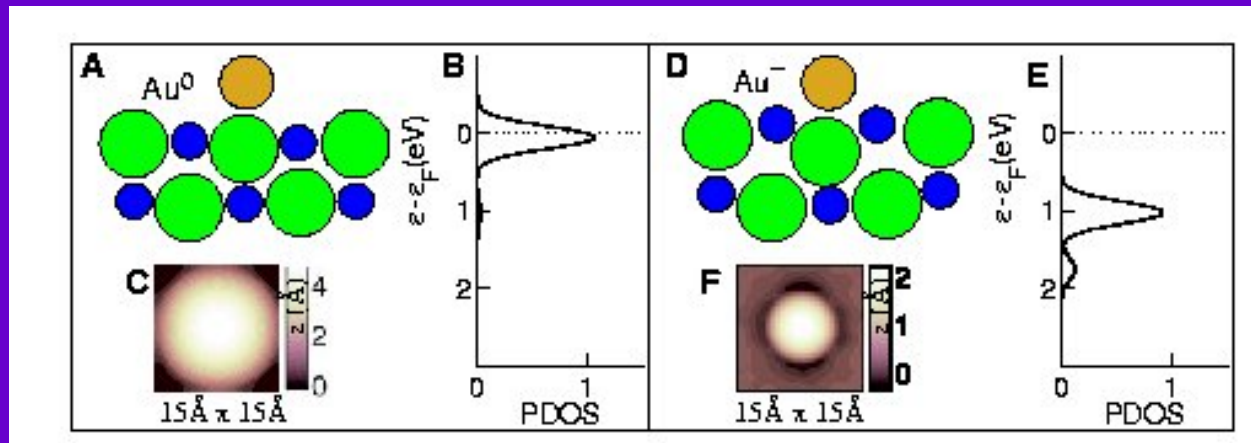 A
Au⁰
B
0
1
2
ε-ε_F(eV)
0
1
PDOS
C
4
2
0
z [Å]
15Å π 15Å
D
Au⁻
E
0
1
2
ε-ε_F(eV)
0
1
PDOS
F
2
1
0
z [Å]
15Å π 15Å